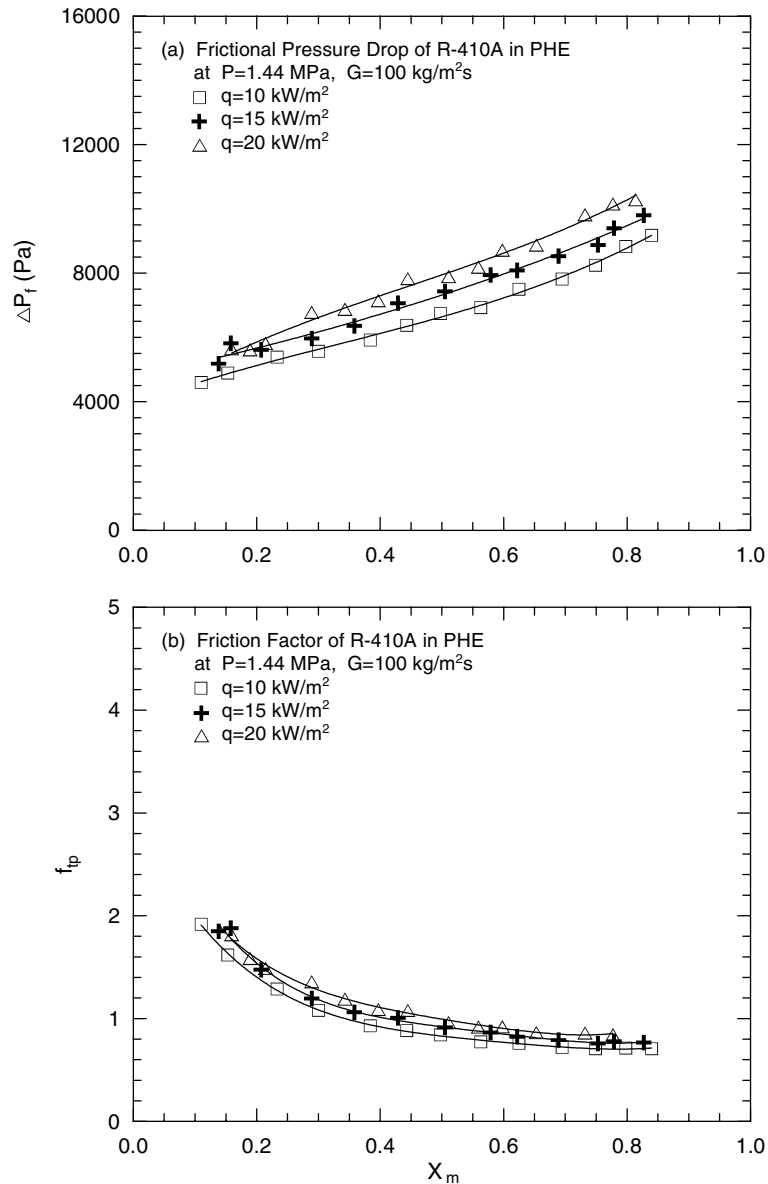 16000
12000
8000
4000
0
△P_f (Pa)
(a) Frictional Pressure Drop of R-410A in PHE
at P=1.44 MPa, G=100 kg/m²s
q=10 kW/m²
q=15 kW/m²
q=20 kW/m²
0.0 0.2 0.4 0.6 0.8 1.0
5
4
3
2
1
0
f_tp
(b) Friction Factor of R-410A in PHE
at P=1.44 MPa, G=100 kg/m²s
q=10 kW/m²
q=15 kW/m²
q=20 kW/m²
0.0 0.2 0.4 0.6 0.8 1.0
X_m